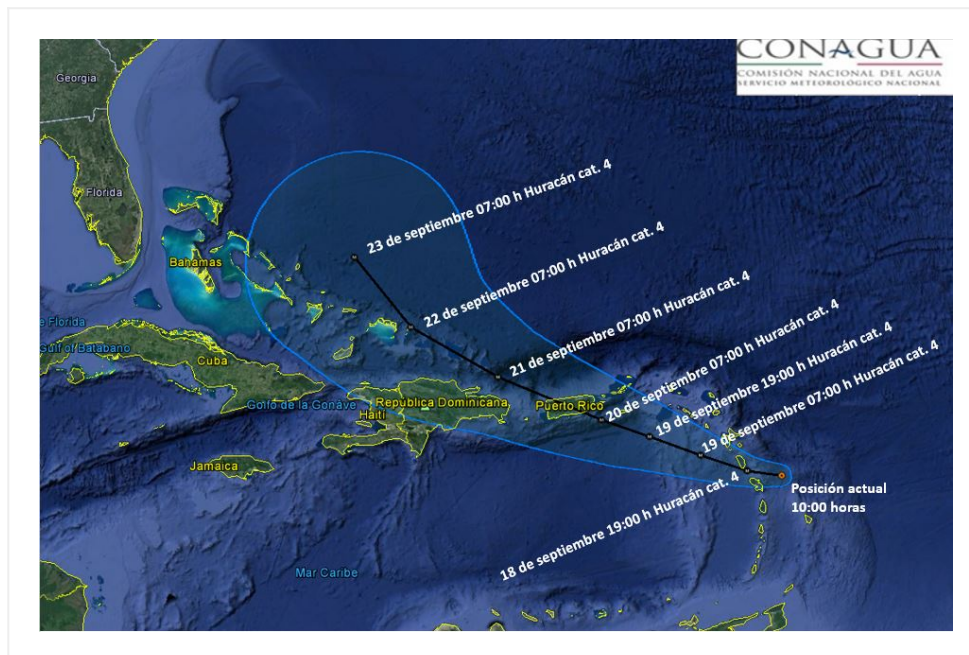 CONAGUA
COMISIÓN NACIONAL DEL AGUA
SERVICIO METEOROLÓGICO NACIONAL
Georgia
Florida
23 de septiembre 07:00 h Huracán cat. 4
22 de septiembre 07:00 h Huracán cat. 4
Bahamas
21 de septiembre 07:00 h Huracán cat. 4
20 de septiembre 07:00 h Huracán cat. 4
19 de septiembre 19:00 h Huracán cat. 4
19 de septiembre 07:00 h Huracán cat. 4
e Florida
Gulf of Batabano
Cuba
Golfo de la Gonâve
Haití
República Dominicana
Puerto Rico
Jamaica
Posición actual
10:00 horas
18 de septiembre 19:00 h Huracán cat. 4
Mar Caribe